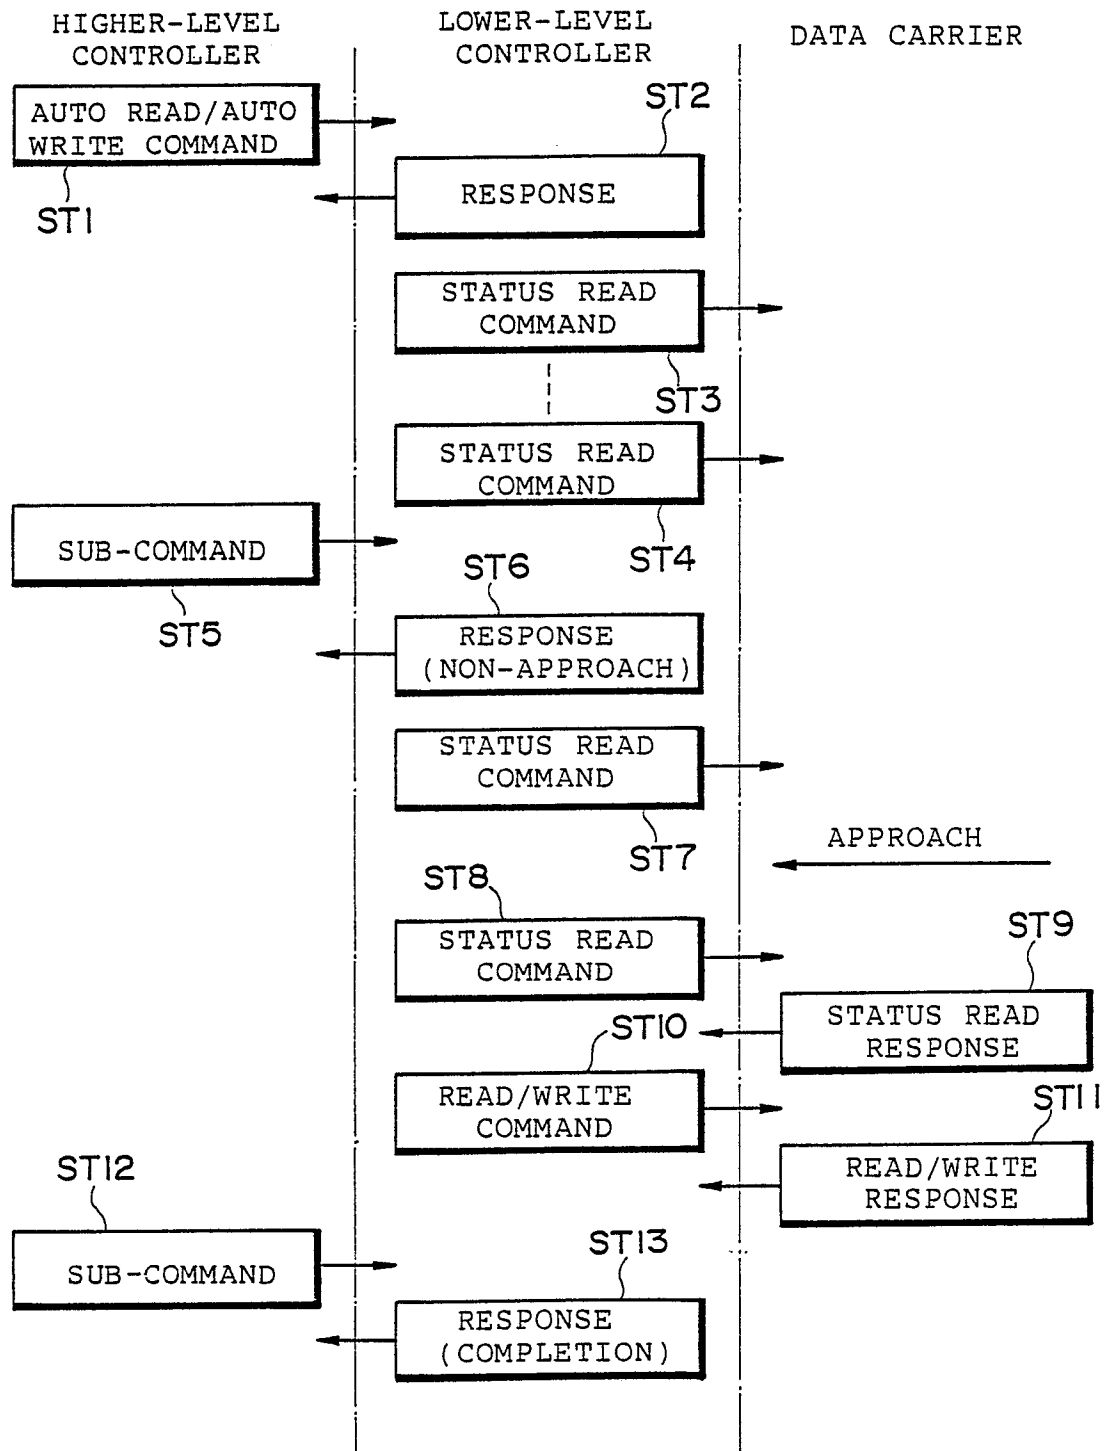 HIGHER-LEVEL
CONTROLLER
LOWER-LEVEL
CONTROLLER
DATA CARRIER
AUTO READ/AUTO
WRITE COMMAND
ST1
ST2
RESPONSE
STATUS READ
COMMAND
ST3
STATUS READ
COMMAND
ST4
SUB-COMMAND
ST5
ST6
RESPONSE
(NON-APPROACH)
STATUS READ
COMMAND
ST7
APPROACH
ST8
STATUS READ
COMMAND
ST9
STATUS READ
RESPONSE
ST10
READ/WRITE
COMMAND
ST11
READ/WRITE
RESPONSE
ST12
SUB-COMMAND
ST13
RESPONSE
(COMPLETION)